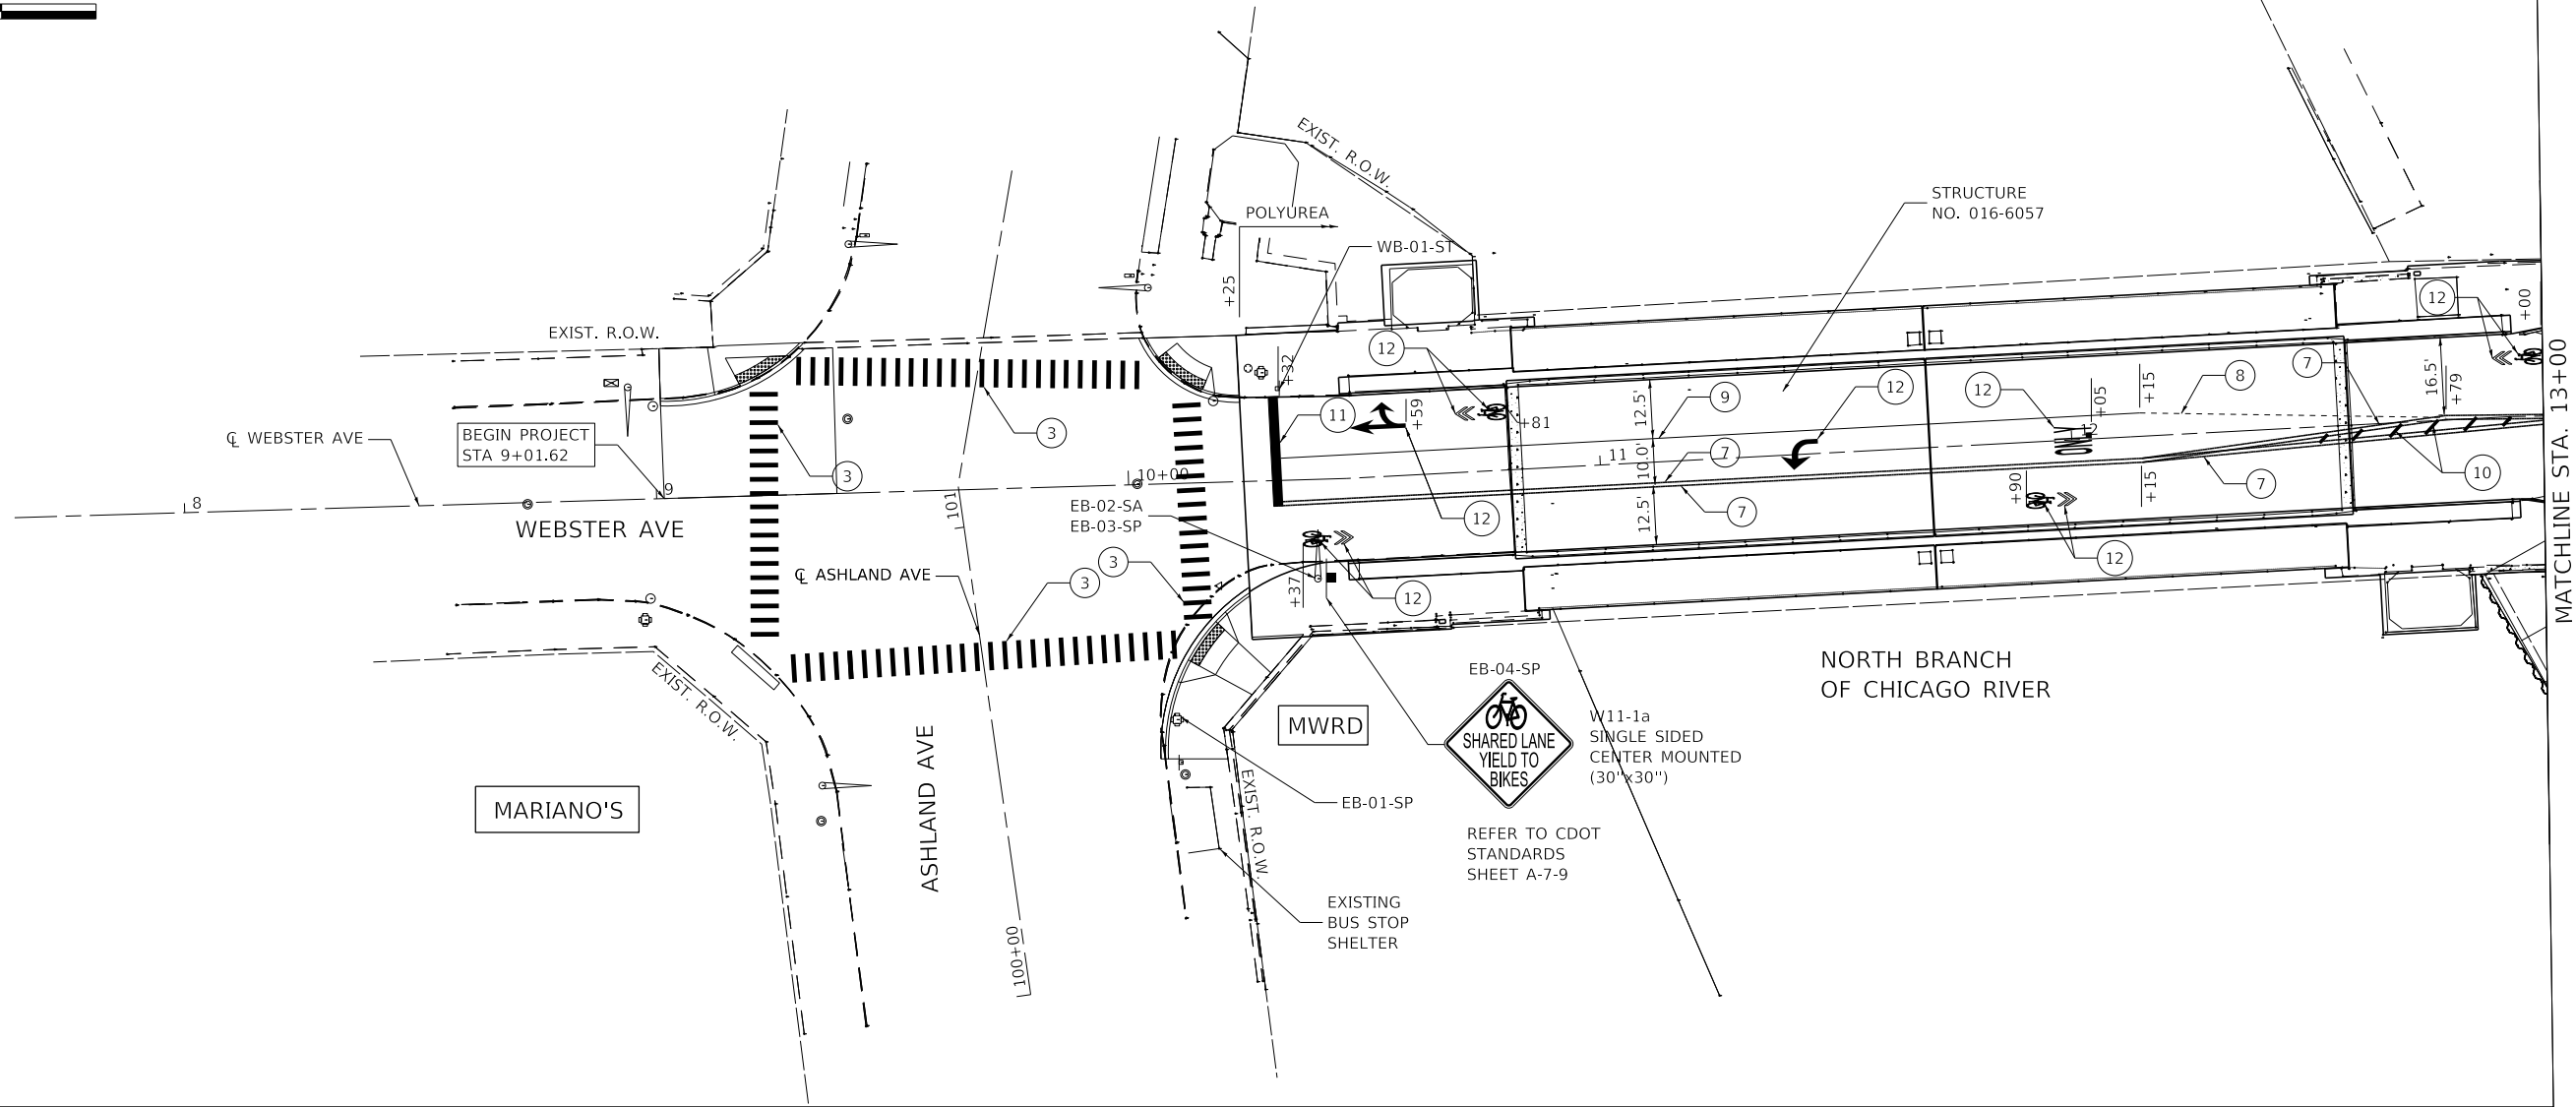 EXIST. R.O.W.
POLYUREA
STRUCTURE
NO. 016-6057
WB-01-ST
+25
12
+00
EXIST. R.O.W.
12
+32
7
8
+15
16.5'
+79
12
12
+05
12.5'
9
11
+59
+81
3
℄ WEBSTER AVE
BEGIN PROJECT
STA 9+01.62
12
MATCHLINE STA. 13+00
10.0'
7
11
3
10+00
10
9
8
+90
+15
7
101
EB-02-SA
EB-03-SP
12
12.5'
7
WEBSTER AVE
3
℄ ASHLAND AVE
3
+37
12
12
NORTH BRANCH
OF CHICAGO RIVER
EB-04-SP
EXIST. R.O.W.
MWRD
SHARED LANE
YIELD TO
BIKES
W11-1a
SINGLE SIDED
CENTER MOUNTED
(30"x30")
MARIANO'S
ASHLAND AVE
EXIST. R.O.W.
EB-01-SP
REFER TO CDOT
STANDARDS
SHEET A-7-9
EXISTING
BUS STOP
SHELTER
100+00